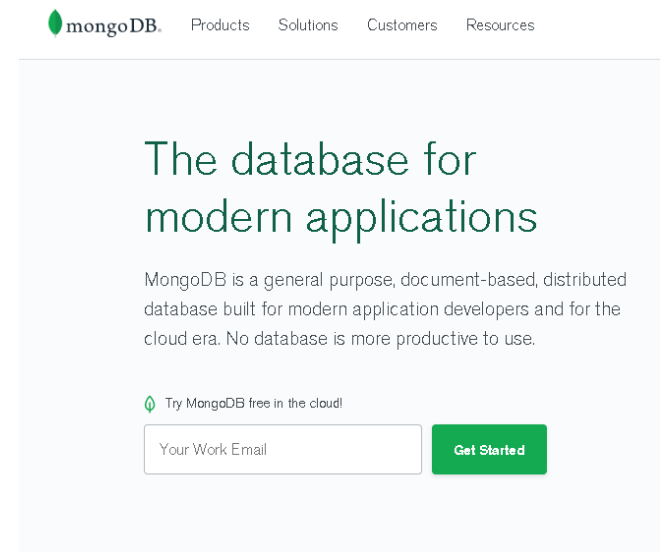 mongoDB. Products Solutions Customers Resources
The database for
modern applications
MongoDB is a general purpose, document-based, distributed
database built for modern application developers and for the
cloud era. No database is more productive to use.
Try MongoDB free in the cloud!
Your Work Email Get Started